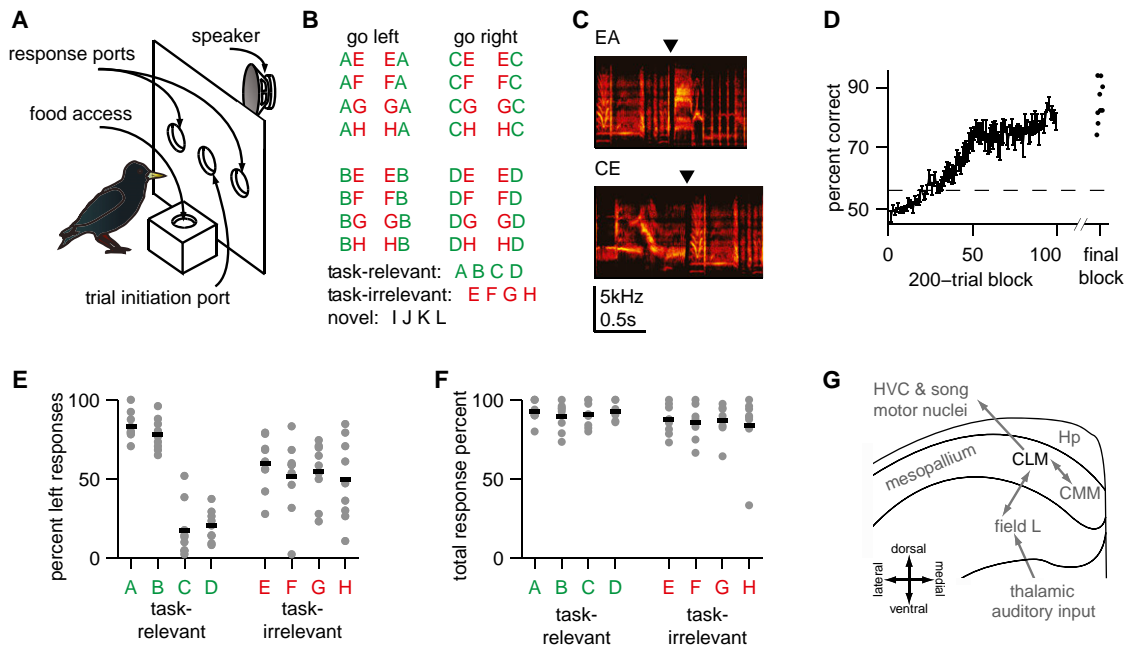 A
response ports
speaker
food access
trial initiation port
B
go left
go right
AE EA CE EC
AF FA CF FC
AG GA CG GC
AH HA CH HC
BE EB DE ED
BF FB DF FD
BG GB DG GD
BH HB DH HD
task-relevant: A B C D
task-irrelevant: E F G H
novel: I J K L
C
EA
CE
5kHz
0.5s
D
percent correct
90
70
50
0
50
100
200−trial block
final
block
E
percent left responses
100
50
0
A B C D E F G H
task-
relevant
task-
irrelevant
F
total response percent
100
50
0
A B C D E F G H
task-
relevant
task-
irrelevant
G
HVC & song
motor nuclei
Hp
mesopallium
CLM
CMM
field L
dorsal
lateral
medial
ventral
thalamic
auditory input